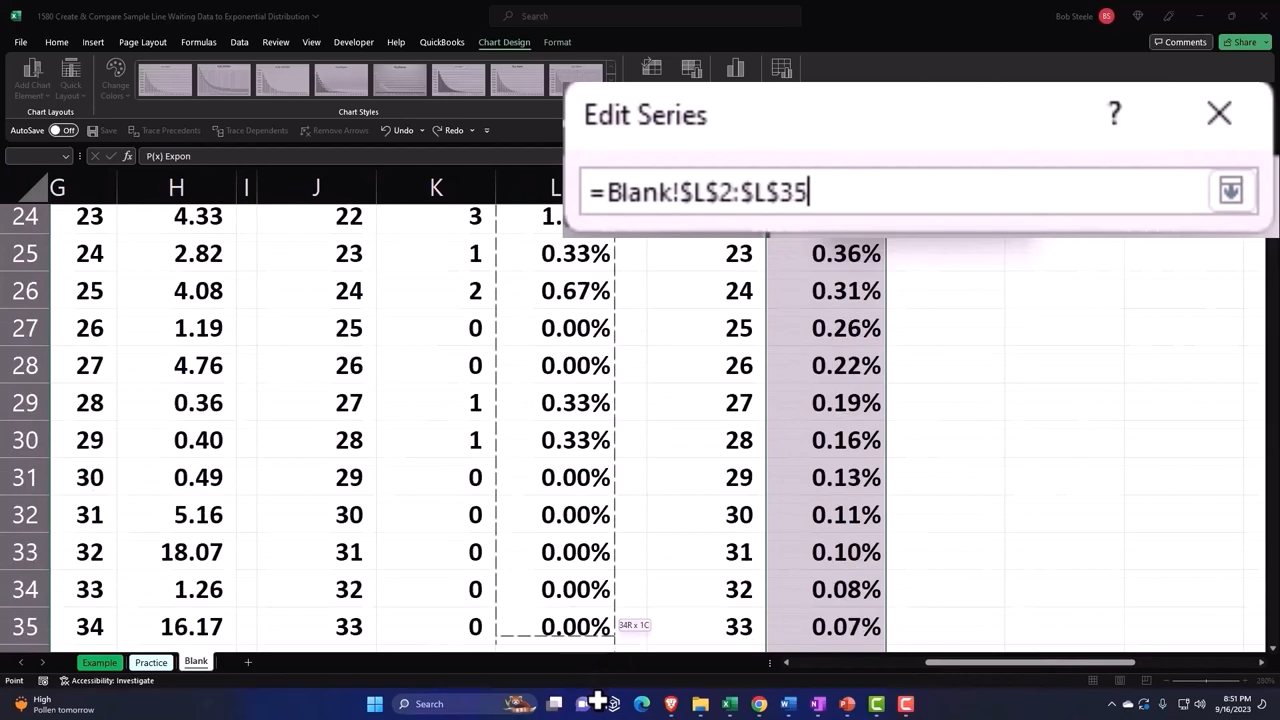 1580 Create & Compare Sample Line Waiting Data to Exponential Distribution
Search
Bob Steele BS
File Home Insert Page Layout Formulas Data Review View Developer Help QuickBooks Chart Design Format Comments Share
Add Chart Element Quick Layout Change Colors
Chart Layouts Chart Styles
AutoSave Off Save Trace Precedents Trace Dependents Remove Arrows Undo Redo
P(x) Expon
Edit Series ?
=Blank!$L$2:$L$35
G H I J K L
24 23 4.33 22 3 1.
25 24 2.82 23 1 0.33% 23 0.36%
26 25 4.08 24 2 0.67% 24 0.31%
27 26 1.19 25 0 0.00% 25 0.26%
28 27 4.76 26 0 0.00% 26 0.22%
29 28 0.36 27 1 0.33% 27 0.19%
30 29 0.40 28 1 0.33% 28 0.16%
31 30 0.49 29 0 0.00% 29 0.13%
32 31 5.16 30 0 0.00% 30 0.11%
33 32 18.07 31 0 0.00% 31 0.10%
34 33 1.26 32 0 0.00% 32 0.08%
35 34 16.17 33 0 0.00% 33 0.07%
34R x 1C
Example Practice Blank
Point Accessibility: Investigate 280%
High
Pollen tomorrow
Search
8:51 PM
9/16/2023